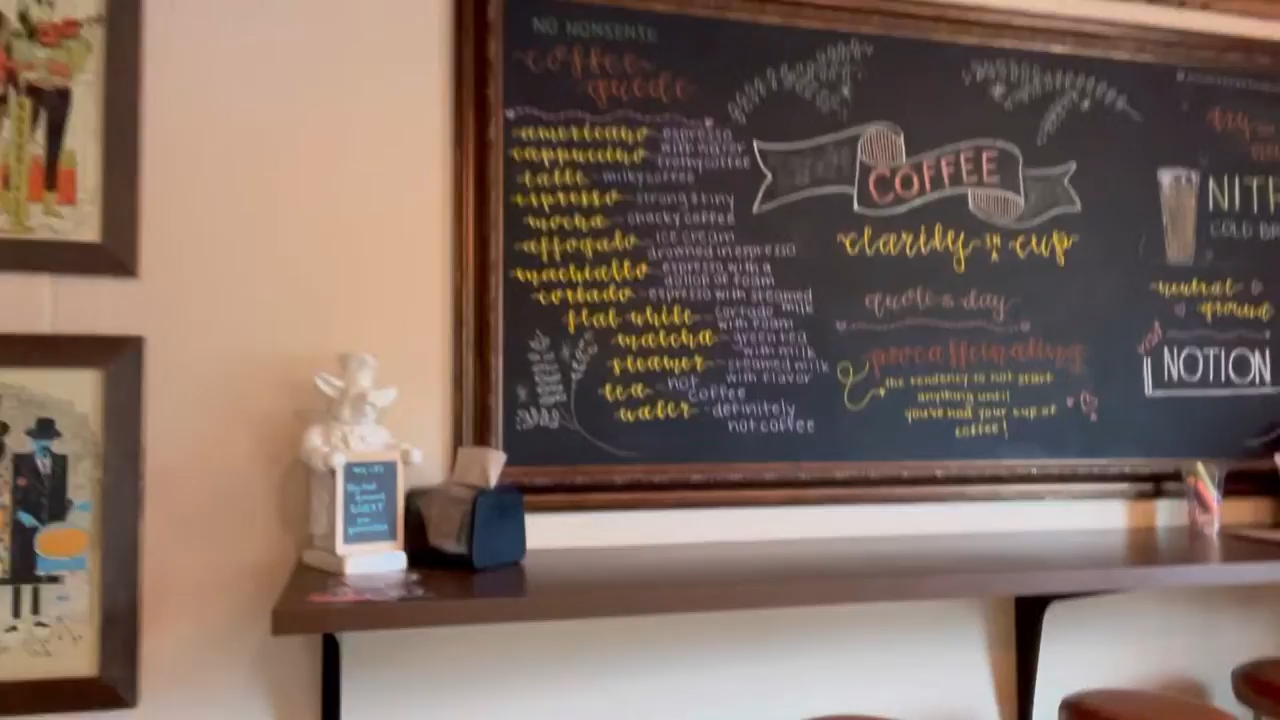 NO NONSENSE
coffee
guide
americano - espresso with water
cappuccino - frothy coffee
latte - milky coffee
espresso - strong & tiny
mocha - chocky coffee
affogato - ice cream drowned in espresso
machiatto - espresso with a dollop of foam
cortado - espresso with steamed milk
flat white - cortado with foam
matcha - green tea with milk
steamer - steamed milk with flavor
tea - not coffee
water - definitely not coffee
COFFEE
clarity in a cup
quote a day
procaffeinating
the tendency to not start
anything until
you've had your cup of
coffee!
try
COLD
neutral
ground
visit
NOTION